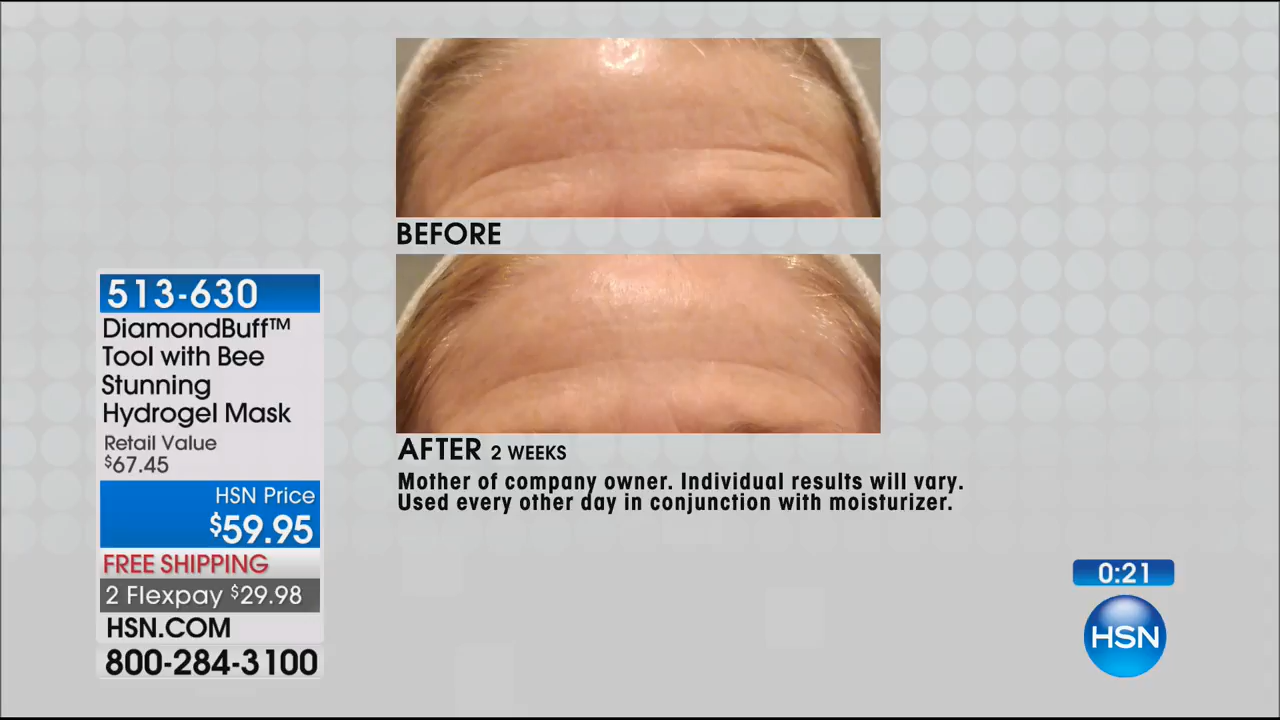 BEFORE
AFTER 2 WEEKS
Mother of company owner. Individual results will vary.
Used every other day in conjunction with moisturizer.
513-630
DiamondBuff™
Tool with Bee
Stunning
Hydrogel Mask
Retail Value
$67.45
HSN Price
$59.95
FREE SHIPPING
2 Flexpay $29.98
HSN.COM
800-284-3100
0:21
HSN